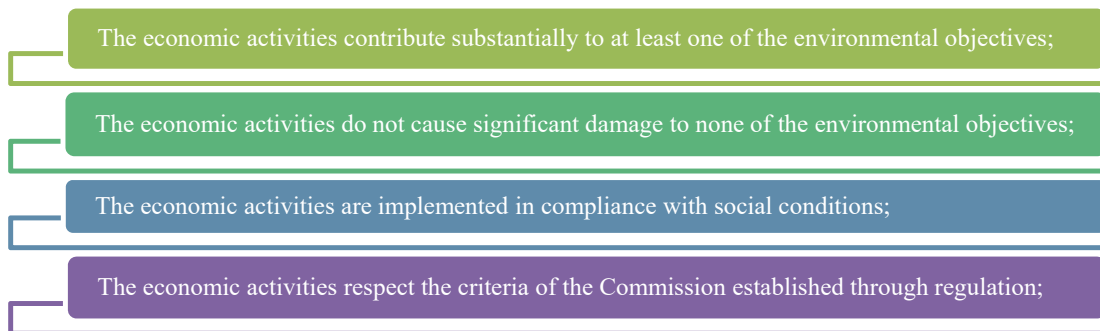 The economic activities contribute substantially to at least one of the environmental objectives;
The economic activities do not cause significant damage to none of the environmental objectives;
The economic activities are implemented in compliance with social conditions;
The economic activities respect the criteria of the Commission established through regulation;